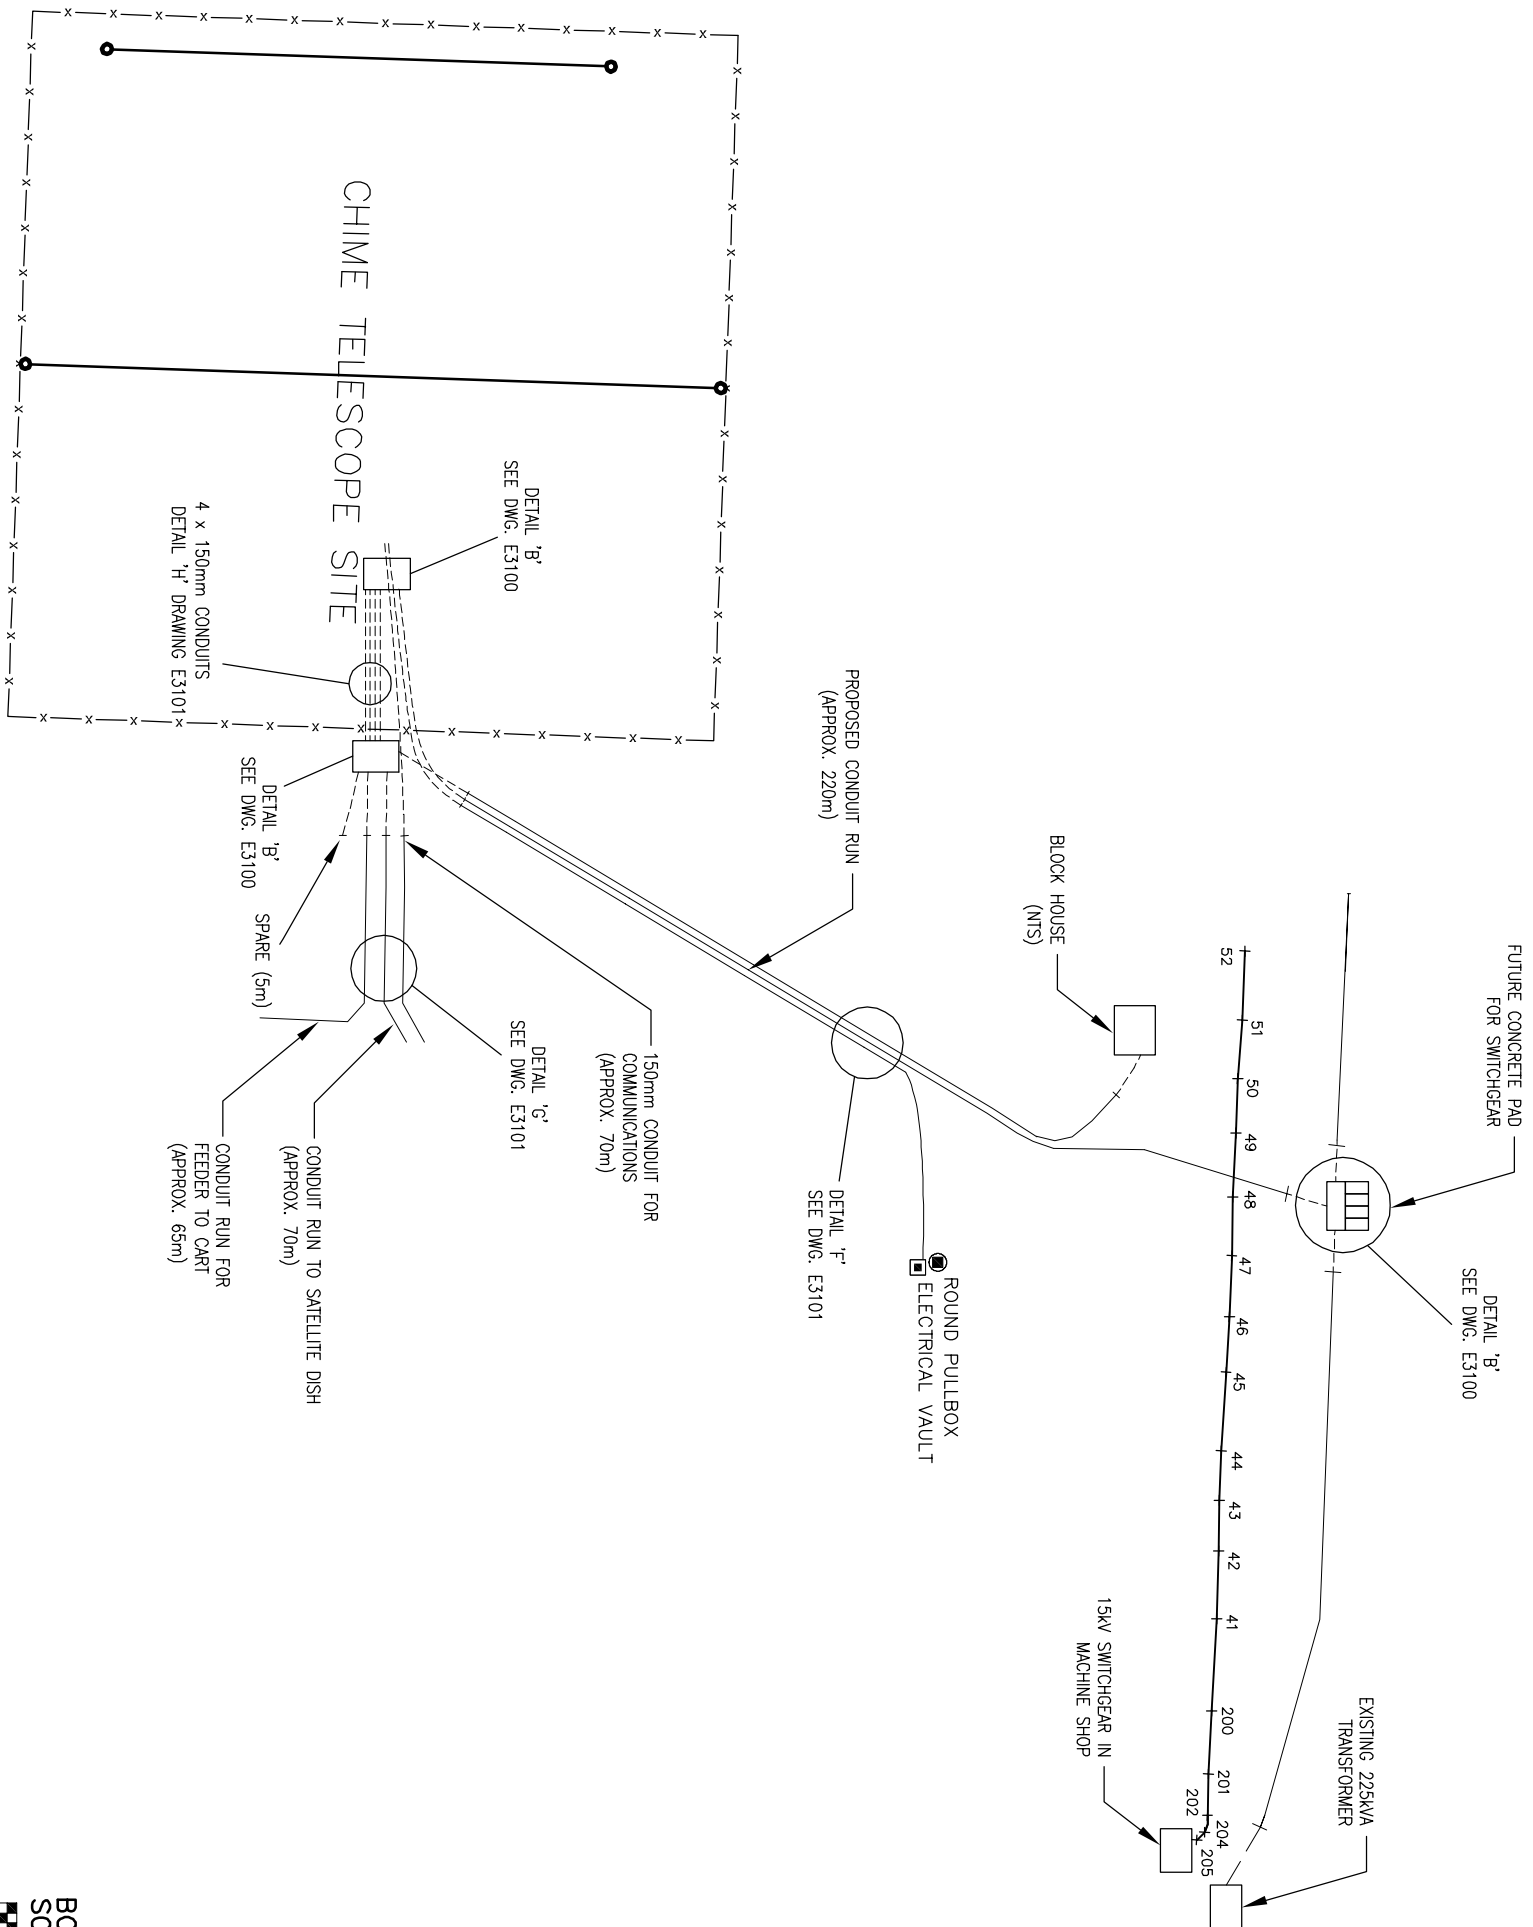 FUTURE CONCRETE PAD
FOR SWITCHGEAR
DETAIL 'B'
SEE DWG. E3100
EXISTING 225kVA
TRANSFORMER
52
51
50
49
48
47
46
45
44
43
42
41
200
201
202
204
205
BLOCK HOUSE
(NTS)
15kV SWITCHGEAR IN
MACHINE SHOP
ROUND PULLBOX
ELECTRICAL VAULT
PROPOSED CONDUIT RUN
(APPROX. 220m)
DETAIL 'F'
SEE DWG. E3101
150mm CONDUIT FOR
COMMUNICATIONS
(APPROX. 70m)
DETAIL 'B'
SEE DWG. E3100
DETAIL 'G'
SEE DWG. E3101
CHIME TELESCOPE SITE
CONDUIT RUN TO SATELLITE DISH
(APPROX. 70m)
DETAIL 'B'
SEE DWG. E3100
SPARE (5m)
CONDUIT RUN FOR
FEEDER TO CART
(APPROX. 65m)
4 x 150mm CONDUITS
DETAIL 'H' DRAWING E3101